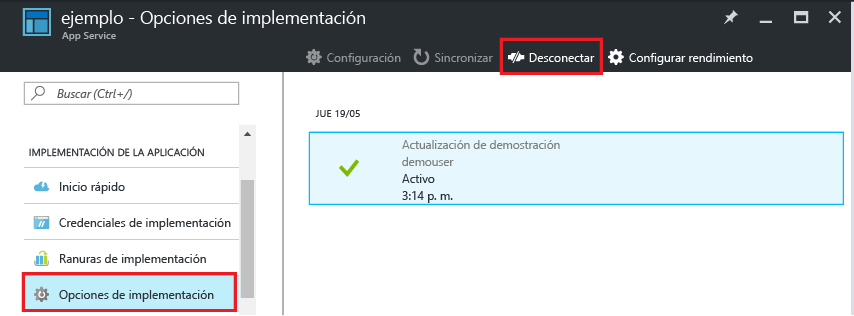 ejemplo - Opciones de implementación
App Service
Configuración Sincronizar Desconectar Configurar rendimiento
Buscar (Ctrl+/)
IMPLEMENTACIÓN DE LA APLICACIÓN
Inicio rápido
Credenciales de implementación
Ranuras de implementación
Opciones de implementación
JUE 19/05
Actualización de demostración
demouser
Activo
3:14 p. m.